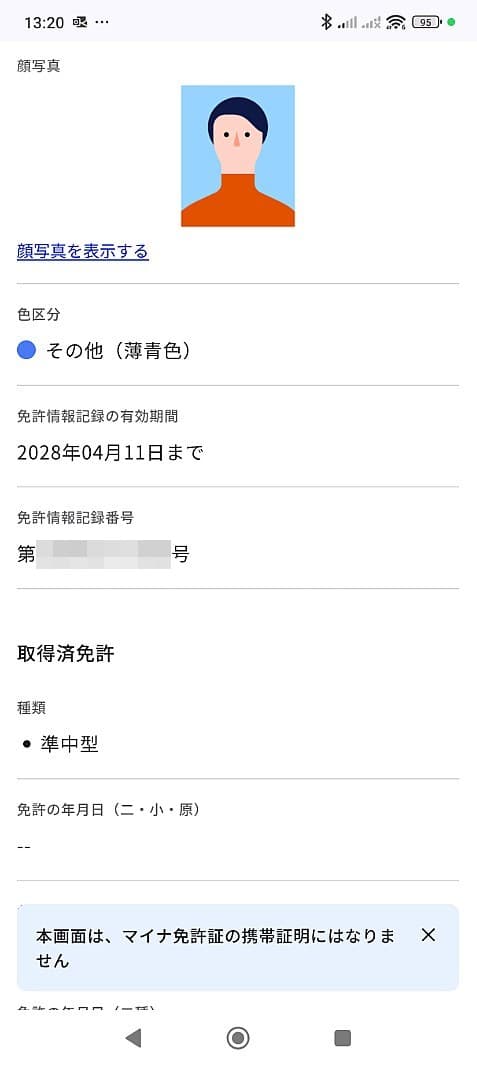 13:20
95
顔写真
顔写真を表示する
色区分
その他（薄青色）
免許情報記録の有効期間
2028年04月11日まで
免許情報記録番号
第 号
取得済免許
種類
• 準中型
免許の年月日（二・小・原）
--
本画面は、マイナ免許証の携帯証明にはなりま
せん